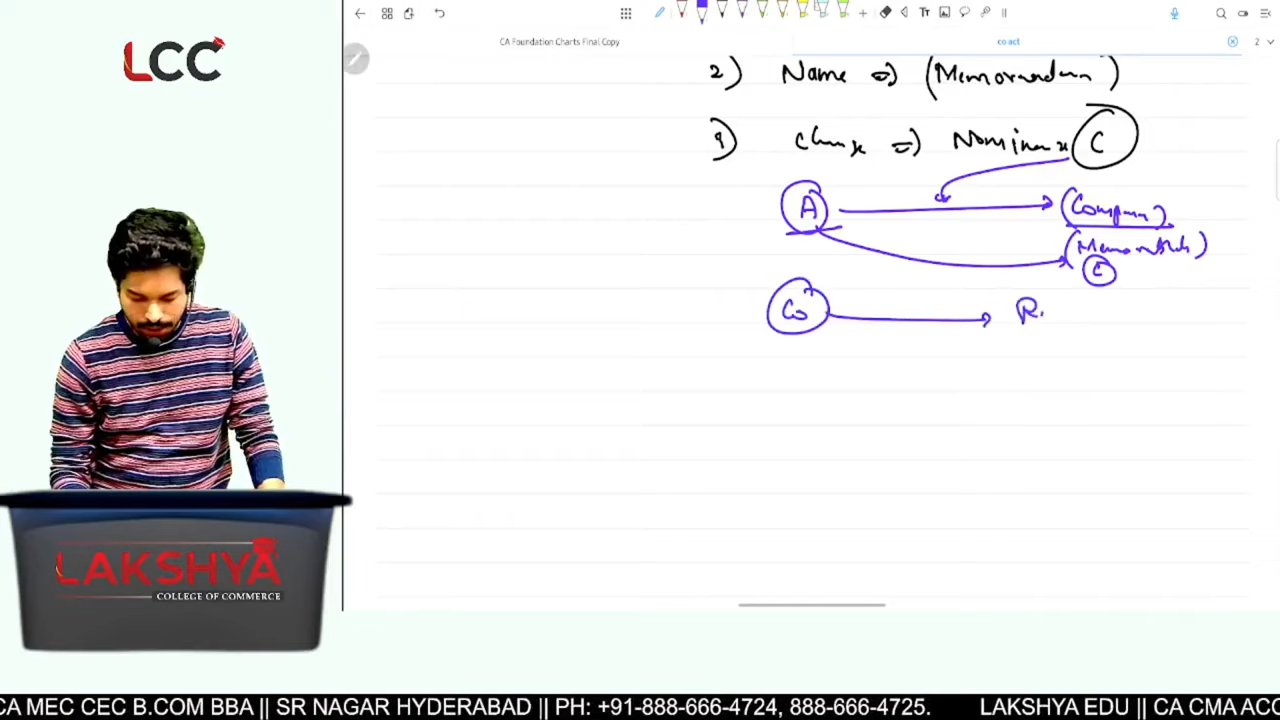 LCC
CA Foundation Charts Final Copy
co act
2
2) Name => (Memorandum)
3) Change => Nominee C
A (Company)
C
Co R.
LAKSHYA
COLLEGE OF COMMERCE
CA MEC CEC B.COM BBA || SR NAGAR HYDERABAD || PH: +91-888-666-4724, 888-666-4725. LAKSHYA EDU || CA CMA ACC